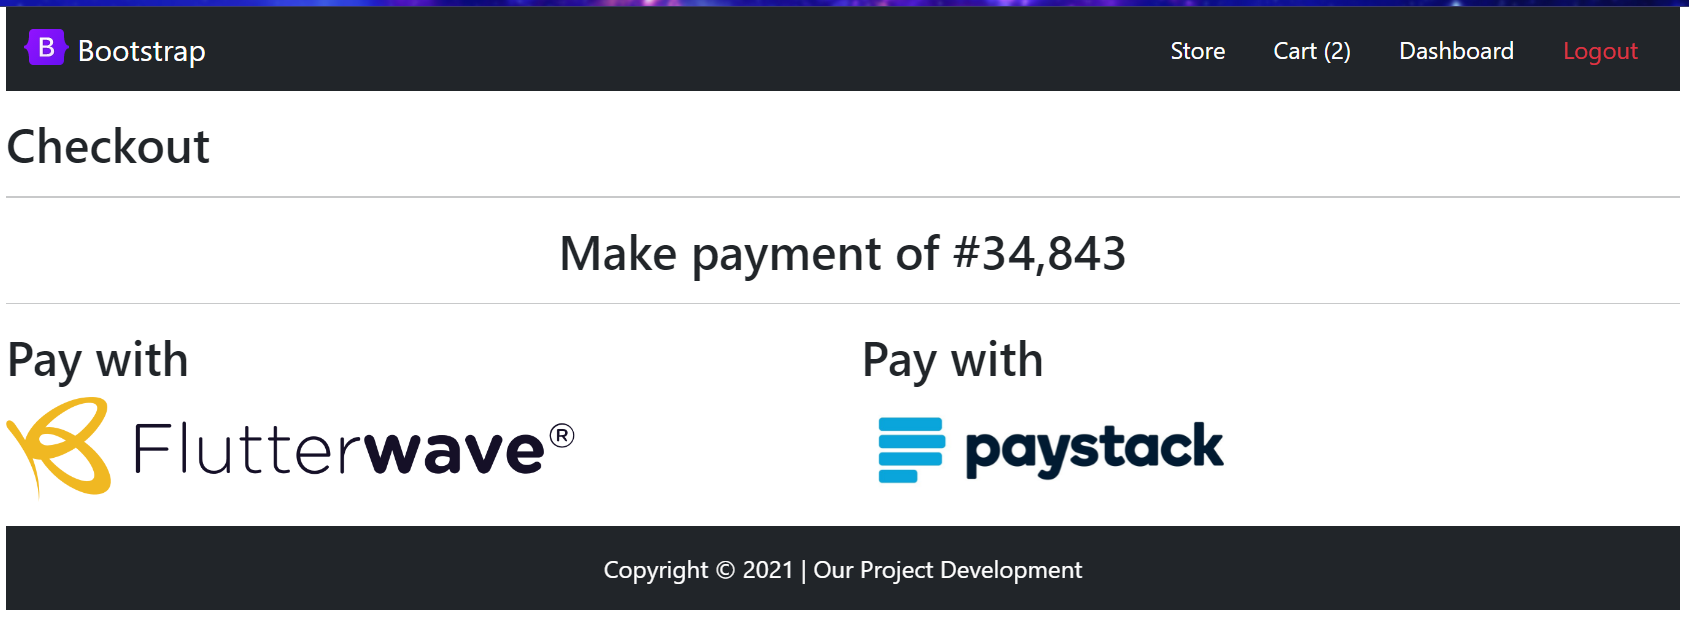 B Bootstrap Store Cart (2) Dashboard Logout
Checkout
Make payment of #34,843
Pay with Pay with
Flutterwave® paystack
Copyright © 2021 | Our Project Development